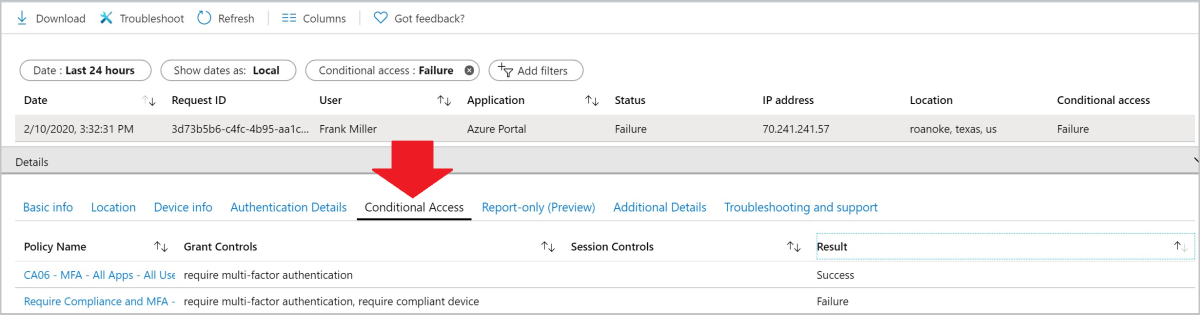 Download Troubleshoot Refresh Columns Got feedback?
Date : Last 24 hours Show dates as: Local Conditional access : Failure Add filters
Date Request ID User Application Status IP address Location Conditional access
2/10/2020, 3:32:31 PM 3d73b5b6-c4fc-4b95-aa1c... Frank Miller Azure Portal Failure 70.241.241.57 roanoke, texas, us Failure
Details
Basic info Location Device info Authentication Details Conditional Access Report-only (Preview) Additional Details Troubleshooting and support
Policy Name Grant Controls Session Controls Result
CA06 - MFA - All Apps - All Use require multi-factor authentication Success
Require Compliance and MFA - require multi-factor authentication, require compliant device Failure